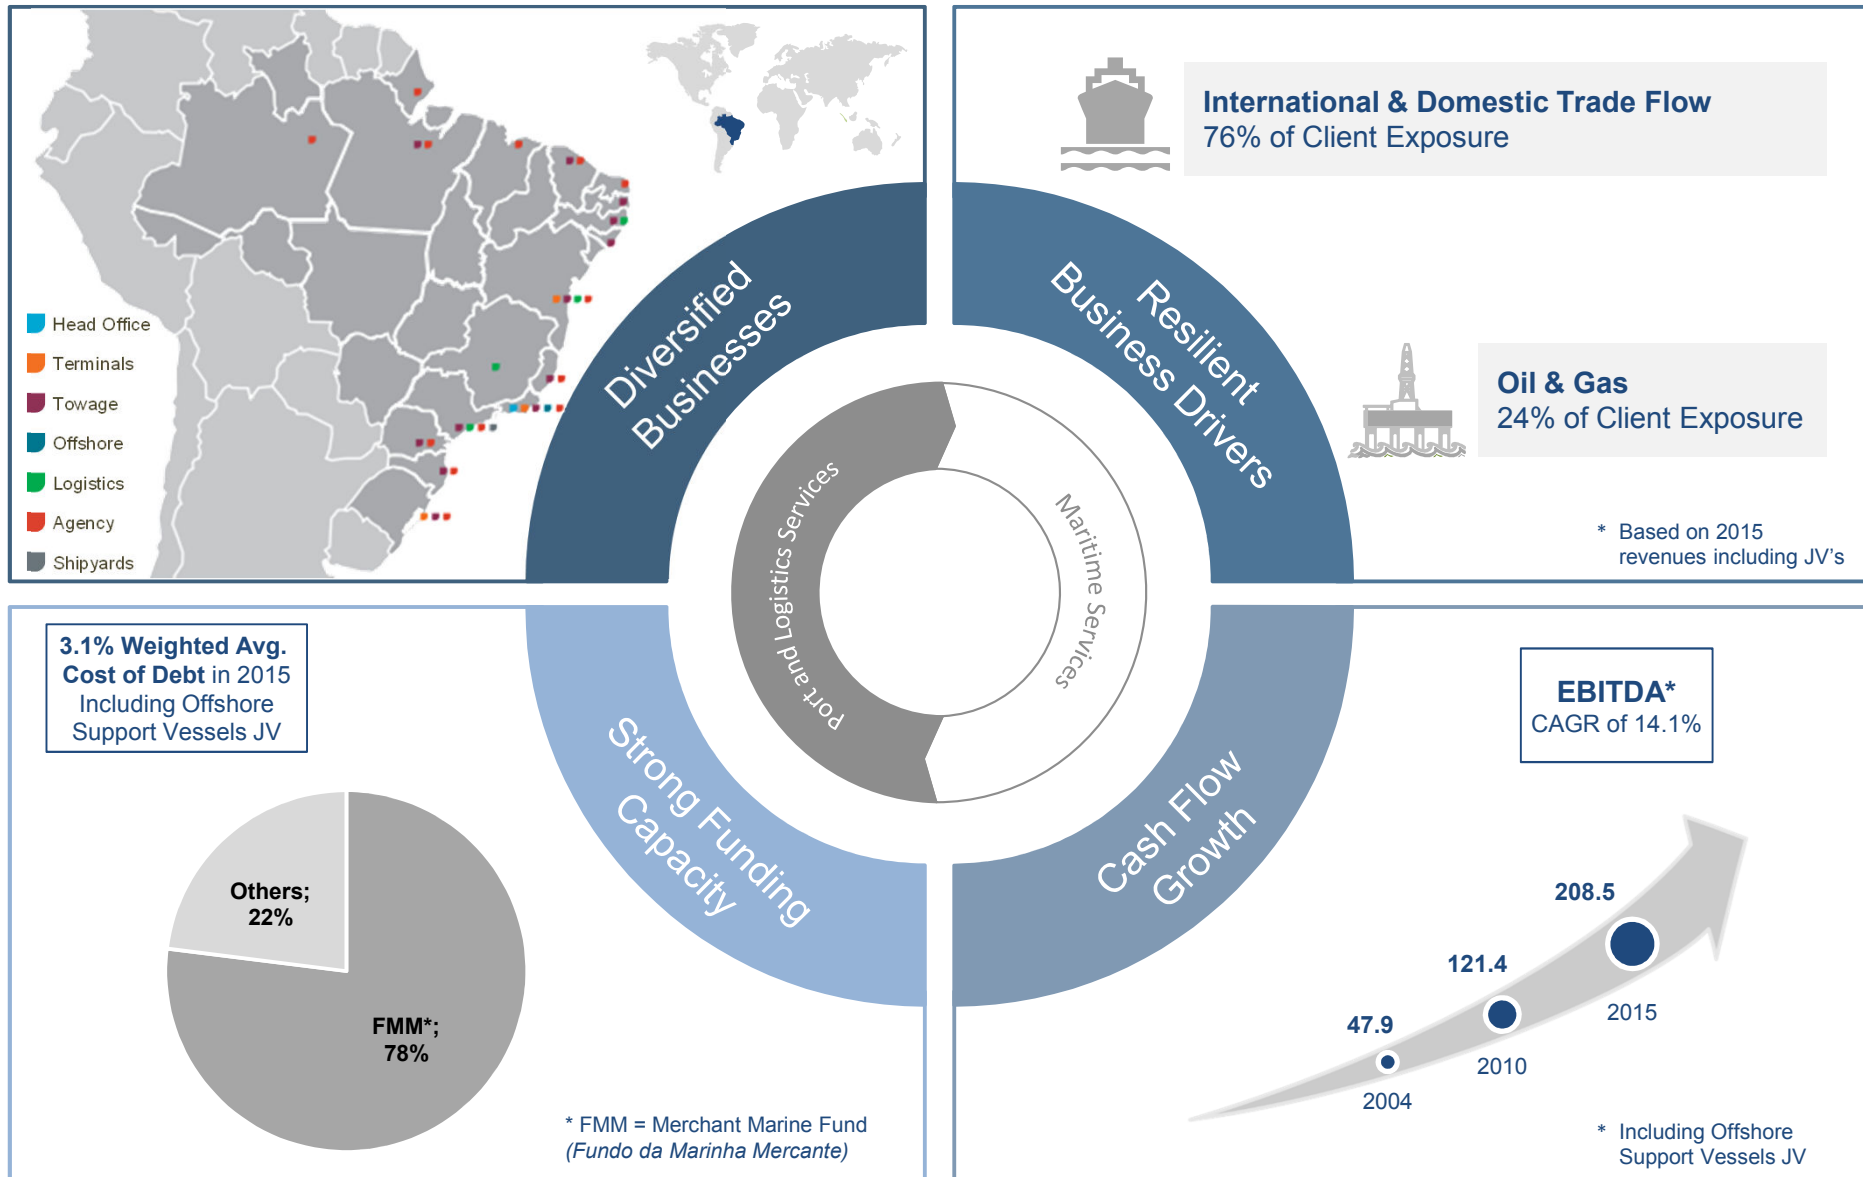 Head Office
Terminals
Towage
Offshore
Logistics
Agency
Shipyards
Diversified
Businesses
International & Domestic Trade Flow
76% of Client Exposure
Resilient
Business Drivers
Oil & Gas
24% of Client Exposure
* Based on 2015
revenues including JV's
Port and Logistics Services
Maritime Services
3.1% Weighted Avg.
Cost of Debt in 2015
Including Offshore
Support Vessels JV
Strong Funding
Capacity
Others;
22%
FMM*;
78%
* FMM = Merchant Marine Fund
(Fundo da Marinha Mercante)
Cash Flow
Growth
EBITDA*
CAGR of 14.1%
208.5
121.4
47.9
2015
2010
2004
* Including Offshore
Support Vessels JV